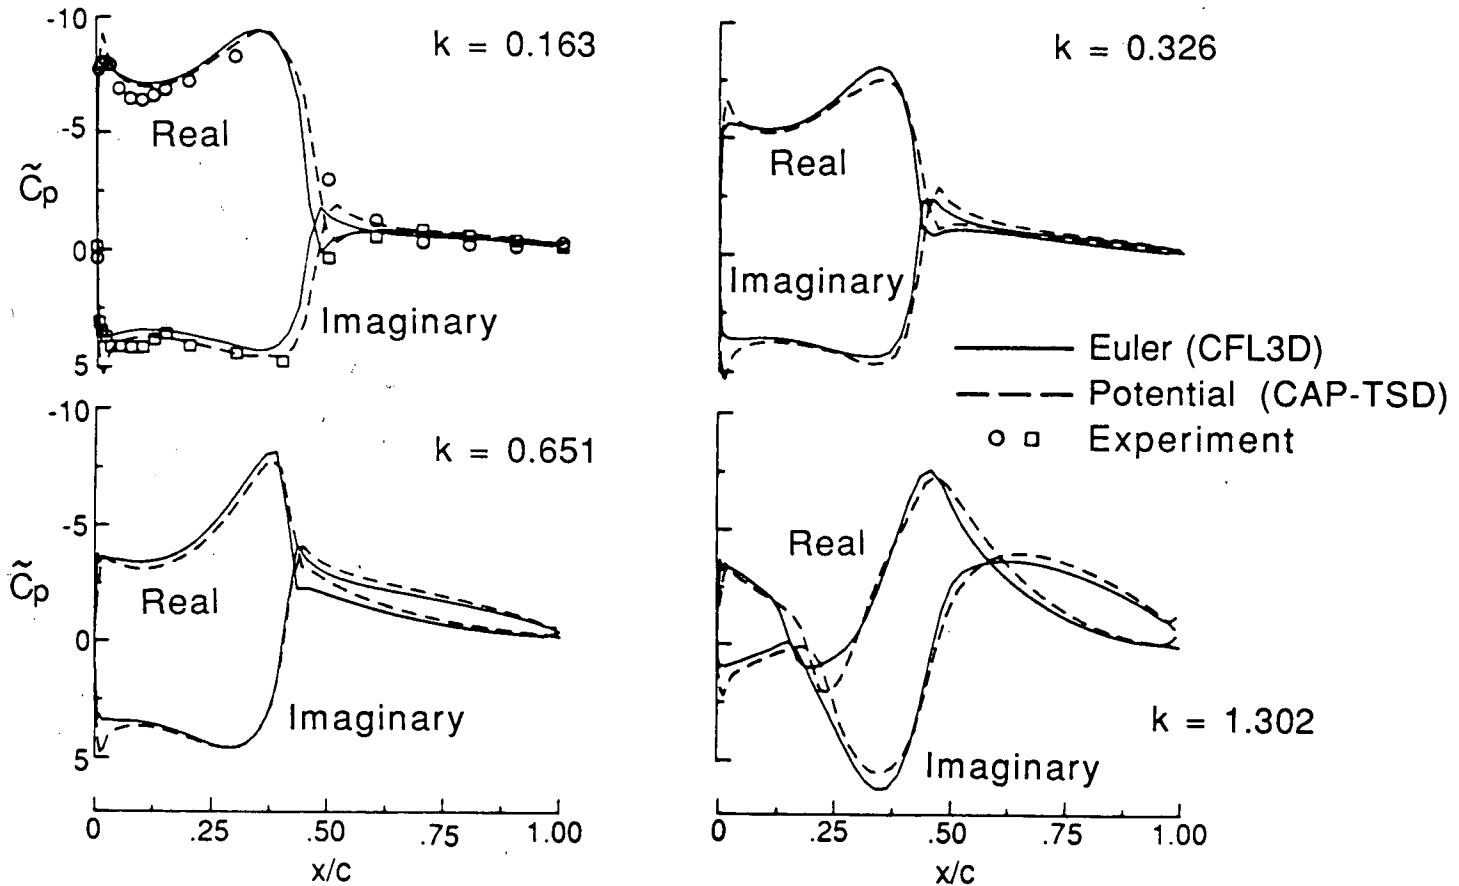 -10
-5
C̃p
0
5
k = 0.163
Real
Imaginary
k = 0.326
Real
Imaginary
Euler (CFL3D)
Potential (CAP-TSD)
Experiment
-10
-5
C̃p
0
5
k = 0.651
Real
Imaginary
0 .25 .50 .75 1.00
x/c
Real
k = 1.302
Imaginary
0 .25 .50 .75 1.00
x/c